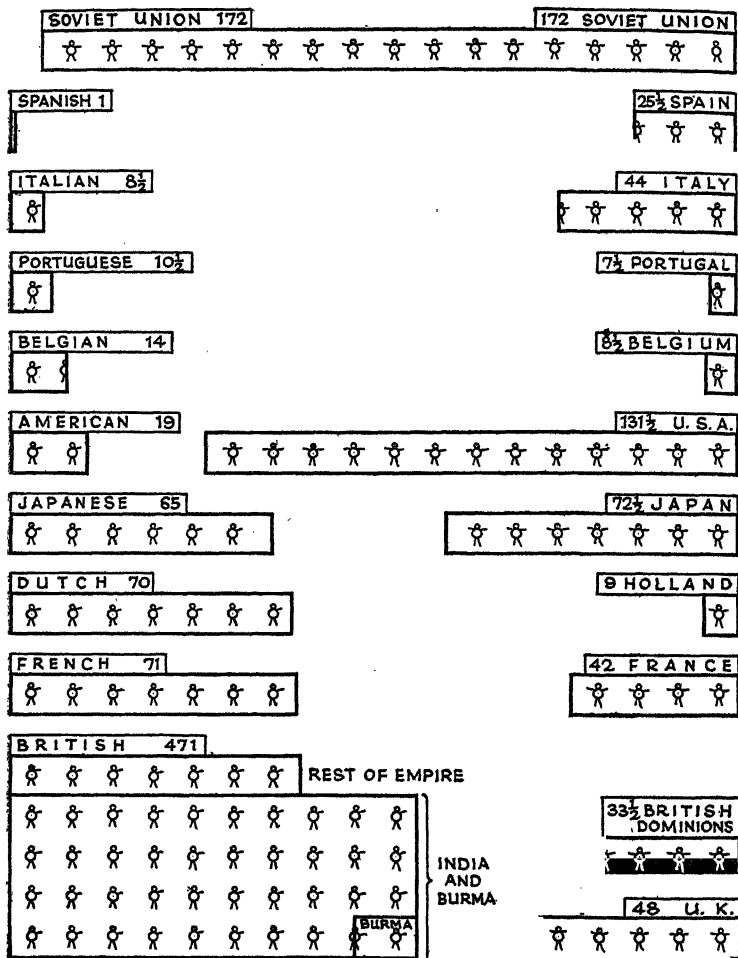 SOVIET UNION 172
172 SOVIET UNION
SPANISH 1
25½ SPAIN
ITALIAN 8½
44 ITALY
PORTUGUESE 10½
7½ PORTUGAL
BELGIAN 14
8½ BELGIUM
AMERICAN 19
131½ U.S.A.
JAPANESE 65
72½ JAPAN
DUTCH 70
9 HOLLAND
FRENCH 71
42 FRANCE
BRITISH 471
REST OF EMPIRE
33½ BRITISH
DOMINIONS
INDIA
AND
BURMA
BURMA
48 U.K.